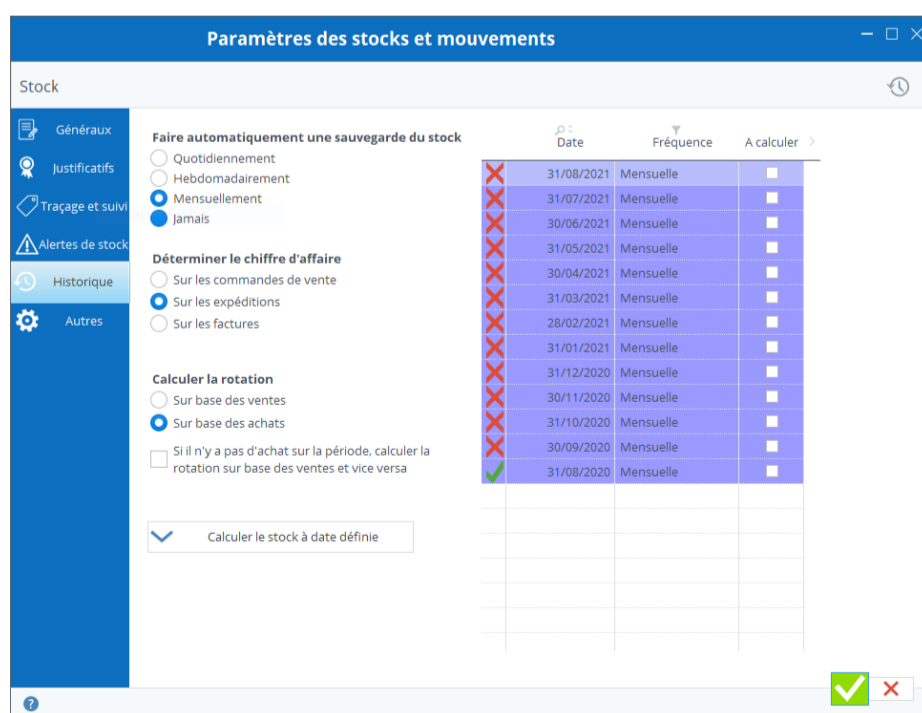 Paramètres des stocks et mouvements
Stock
Généraux
Justificatifs
Traçage et suivi
Alertes de stock
Historique
Autres
Faire automatiquement une sauvegarde du stock
Quotidiennement
Hebdomadairement
Mensuellement
Jamais
Déterminer le chiffre d'affaire
Sur les commandes de vente
Sur les expéditions
Sur les factures
Calculer la rotation
Sur base des ventes
Sur base des achats
Si il n'y a pas d'achat sur la période, calculer la
rotation sur base des ventes et vice versa
Calculer le stock à date définie
Date Fréquence A calculer
31/08/2021 Mensuelle
31/07/2021 Mensuelle
30/06/2021 Mensuelle
31/05/2021 Mensuelle
30/04/2021 Mensuelle
31/03/2021 Mensuelle
28/02/2021 Mensuelle
31/01/2021 Mensuelle
31/12/2020 Mensuelle
30/11/2020 Mensuelle
31/10/2020 Mensuelle
30/09/2020 Mensuelle
31/08/2020 Mensuelle
?